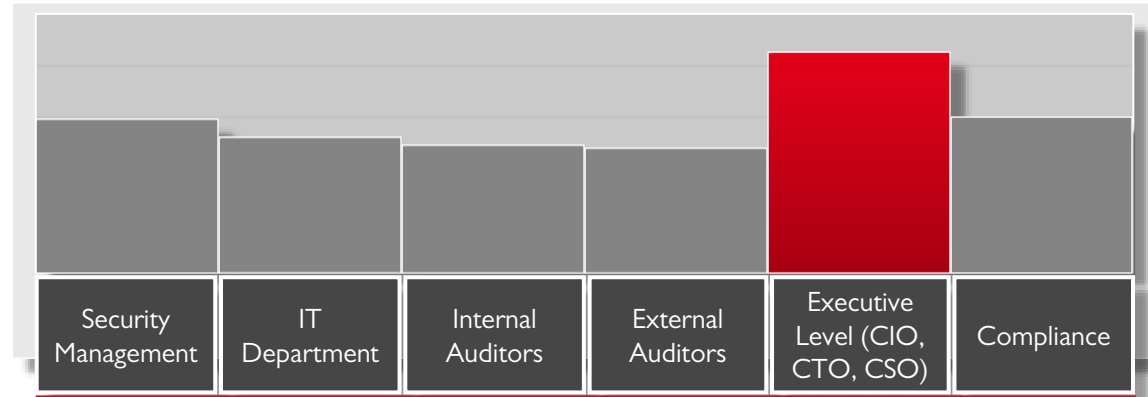 Security
Management
IT
Department
Internal
Auditors
External
Auditors
Executive
Level (CIO,
CTO, CSO)
Compliance